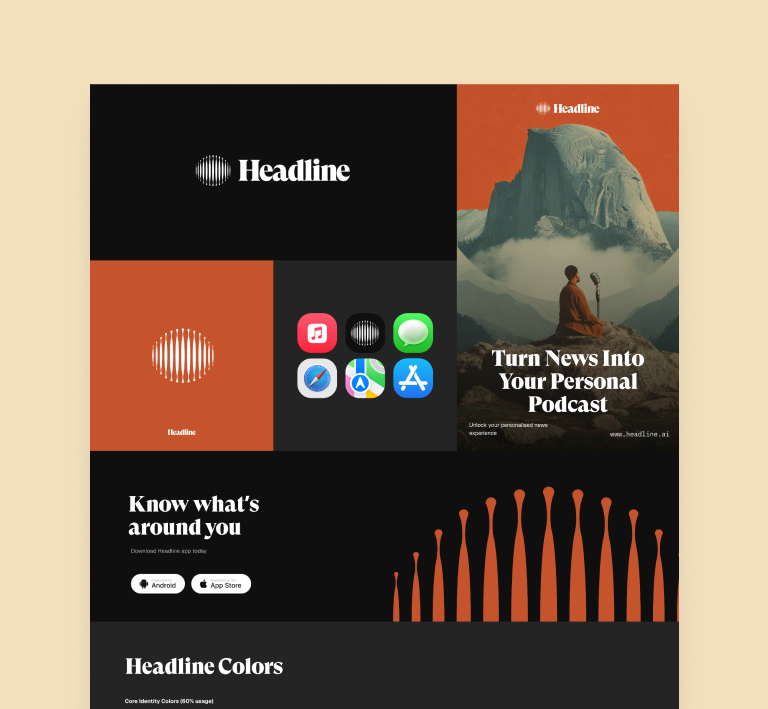 Headline
Headline
Turn News Into
Your Personal
Podcast
Unlock your personalised news
experience
www.headline.ai
Headline
Know what's
around you
Download Headline app today
Android
App Store
Headline Colors
Core Identity Colors (60% usage)